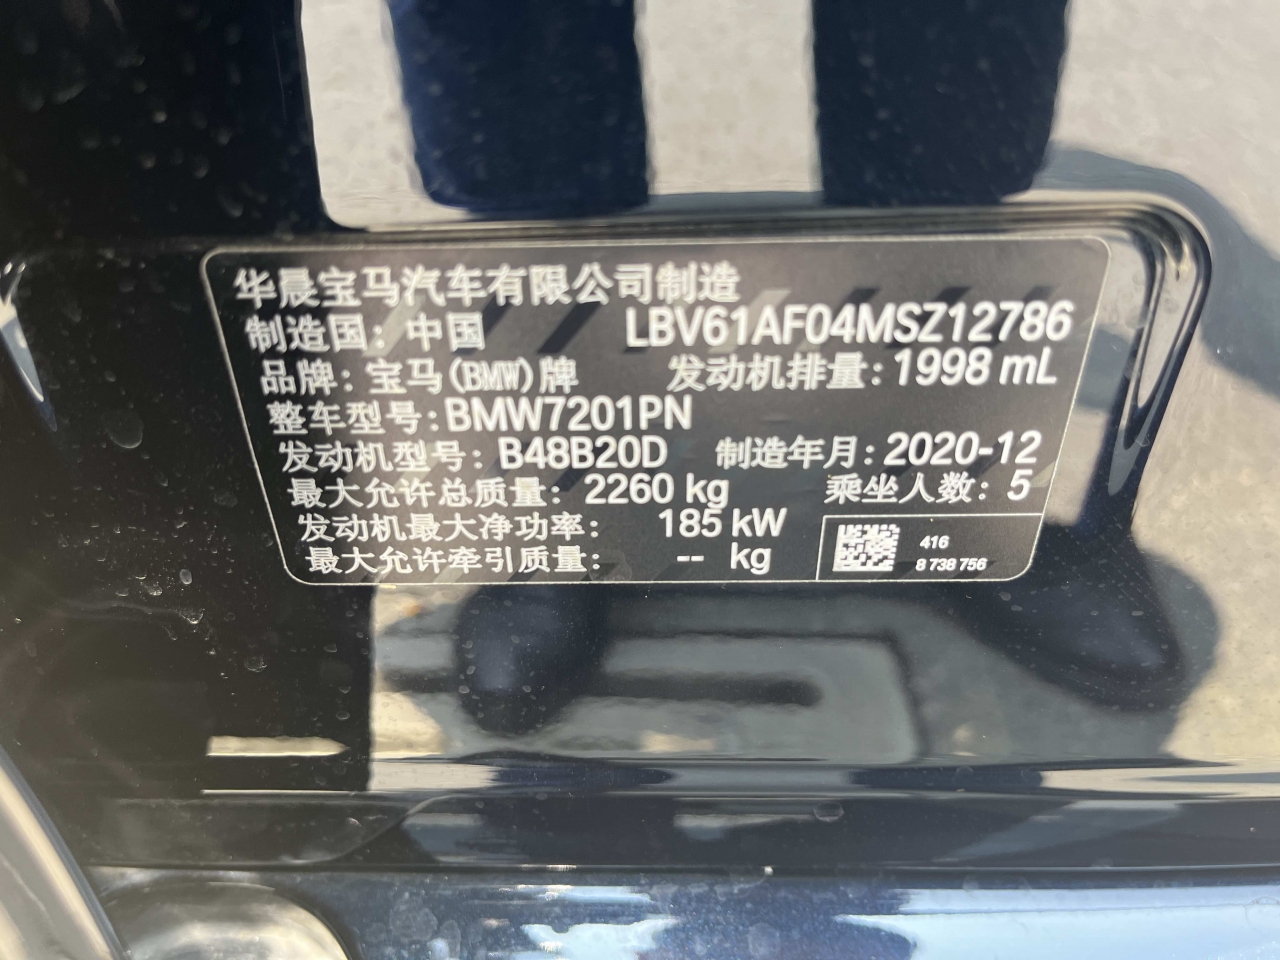 华晨宝马汽车有限公司制造
制造国：中国 LBV61AF04MSZ12786
品牌：宝马(BMW)牌 发动机排量：1998 mL
整车型号：BMW7201PN
发动机型号：B48B20D 制造年月：2020-12
最大允许总质量：2260 kg 乘坐人数：5
发动机最大净功率：185 kW
最大允许牵引质量：-- kg
416
8 738 756